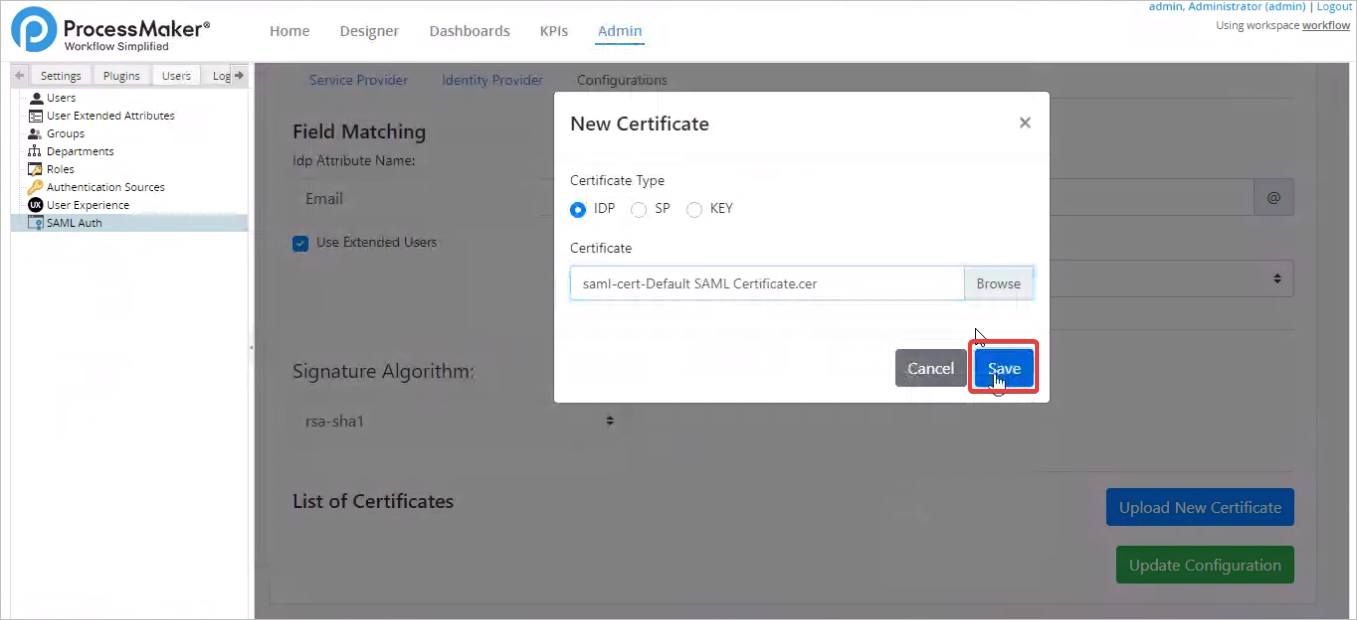 admin, Administrator (admin) | Logout
ProcessMaker®
Workflow Simplified
Home Designer Dashboards KPIs Admin
Using workspace workflow
Settings Plugins Users Log
Users
User Extended Attributes
Groups
Departments
Roles
Authentication Sources
UX User Experience
SAML Auth
Service Provider Identity Provider Configurations
Field Matching
Idp Attribute Name:
Email
@
Use Extended Users
Signature Algorithm:
rsa-sha1
List of Certificates
Upload New Certificate
Update Configuration
New Certificate ×
Certificate Type
IDP SP KEY
Certificate
saml-cert-Default SAML Certificate.cer Browse
Cancel Save